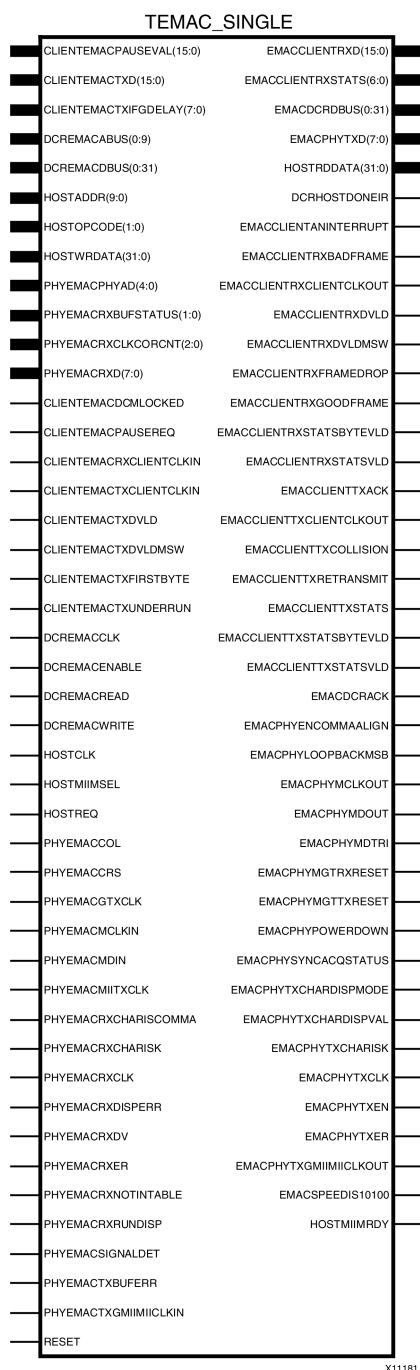 TEMAC_SINGLE
CLIENTEMACPAUSEVAL(15:0) EMACCLIENTRXD(15:0)
CLIENTEMACTXD(15:0) EMACCLIENTRXSTATS(6:0)
CLIENTEMACTXIFGDELAY(7:0) EMACDCRDBUS(0:31)
DCREMACABUS(0:9) EMACPHYTXD(7:0)
DCREMACDBUS(0:31) HOSTRDDATA(31:0)
HOSTADDR(9:0) DCRHOSTDONEIR
HOSTOPCODE(1:0) EMACCLIENTANINTERRUPT
HOSTWRDATA(31:0) EMACCLIENTRXBADFRAME
PHYEMACPHYAD(4:0) EMACCLIENTRXCLIENTCLKOUT
PHYEMACRXBUFSTATUS(1:0) EMACCLIENTRXDVLD
PHYEMACRXCLKCORCNT(2:0) EMACCLIENTRXDVLDMSW
PHYEMACRXD(7:0) EMACCLIENTRXFRAMEDROP
CLIENTEMACDCMLOCKED EMACCLIENTRXGOODFRAME
CLIENTEMACPAUSEREQ EMACCLIENTRXSTATSBYTEVLD
CLIENTEMACRXCLIENTCLKIN EMACCLIENTRXSTATSVLD
CLIENTEMACTXCLIENTCLKIN EMACCLIENTTXACK
CLIENTEMACTXDVLD EMACCLIENTTXCLIENTCLKOUT
CLIENTEMACTXDVLDMSW EMACCLIENTTXCOLLISION
CLIENTEMACTXFIRSTBYTE EMACCLIENTTXRETRANSMIT
CLIENTEMACTXUNDERRUN EMACCLIENTTXSTATS
DCREMACCLK EMACCLIENTTXSTATSBYTEVLD
DCREMACENABLE EMACCLIENTTXSTATSVLD
DCREMACREAD EMACDCRACK
DCREMACWRITE EMACPHYENCOMMAALIGN
HOSTCLK EMACPHYLOOPBACKMSB
HOSTMIIMSEL EMACPHYMCLKOUT
HOSTREQ EMACPHYMDOUT
PHYEMACCOL EMACPHYMDTRI
PHYEMACCRS EMACPHYMGTRXRESET
PHYEMACGTXCLK EMACPHYMGTTXRESET
PHYEMACMCLKIN EMACPHYPOWERDOWN
PHYEMACMDIN EMACPHYSYNCACQSTATUS
PHYEMACMIITXCLK EMACPHYTXCHARDISPMODE
PHYEMACRXCHARISCOMMA EMACPHYTXCHARDISPVAL
PHYEMACRXCHARISK EMACPHYTXCHARISK
PHYEMACRXCLK EMACPHYTXCLK
PHYEMACRXDISPERR EMACPHYTXEN
PHYEMACRXDV EMACPHYTXER
PHYEMACRXER EMACPHYTXGMIIMIICLKOUT
PHYEMACRXNOTINTABLE EMACSPEEDIS10100
PHYEMACRXRUNDISP HOSTMIIMRDY
PHYEMACSIGNALDET
PHYEMACTXBUFERR
PHYEMACTXGMIIMIICLKIN
RESET
X11181